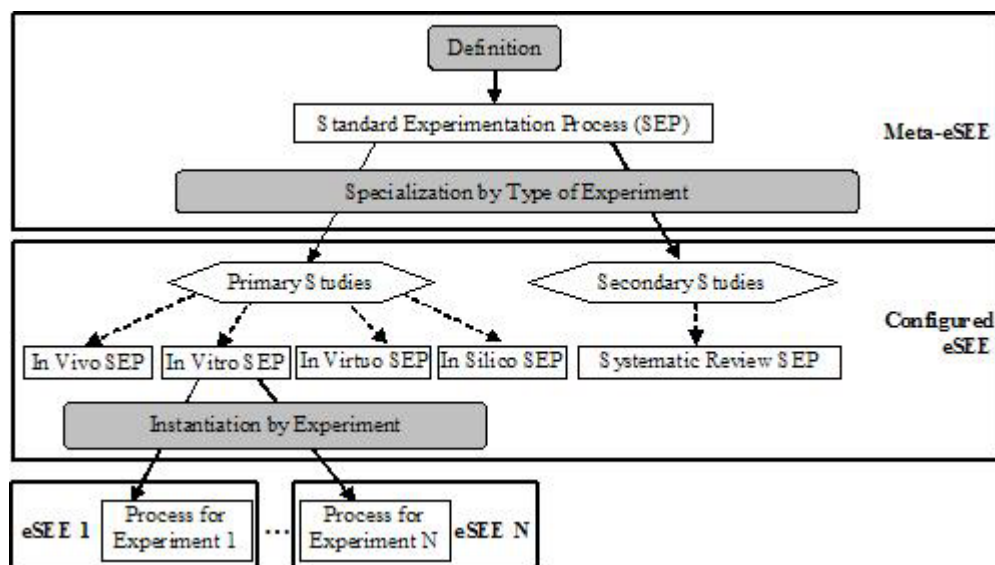 Definition
Standard Experimentation Process (SEP)
Meta-eSEE
Specialization by Type of Experiment
Primary Studies
Secondary Studies
Configured
eSEE
In Vivo SEP
In Vitro SEP
In Virtuo SEP
In Silico SEP
Systematic Review SEP
Instantiation by Experiment
eSEE 1
Process for
Experiment 1
...
Process for
Experiment N
eSEE N